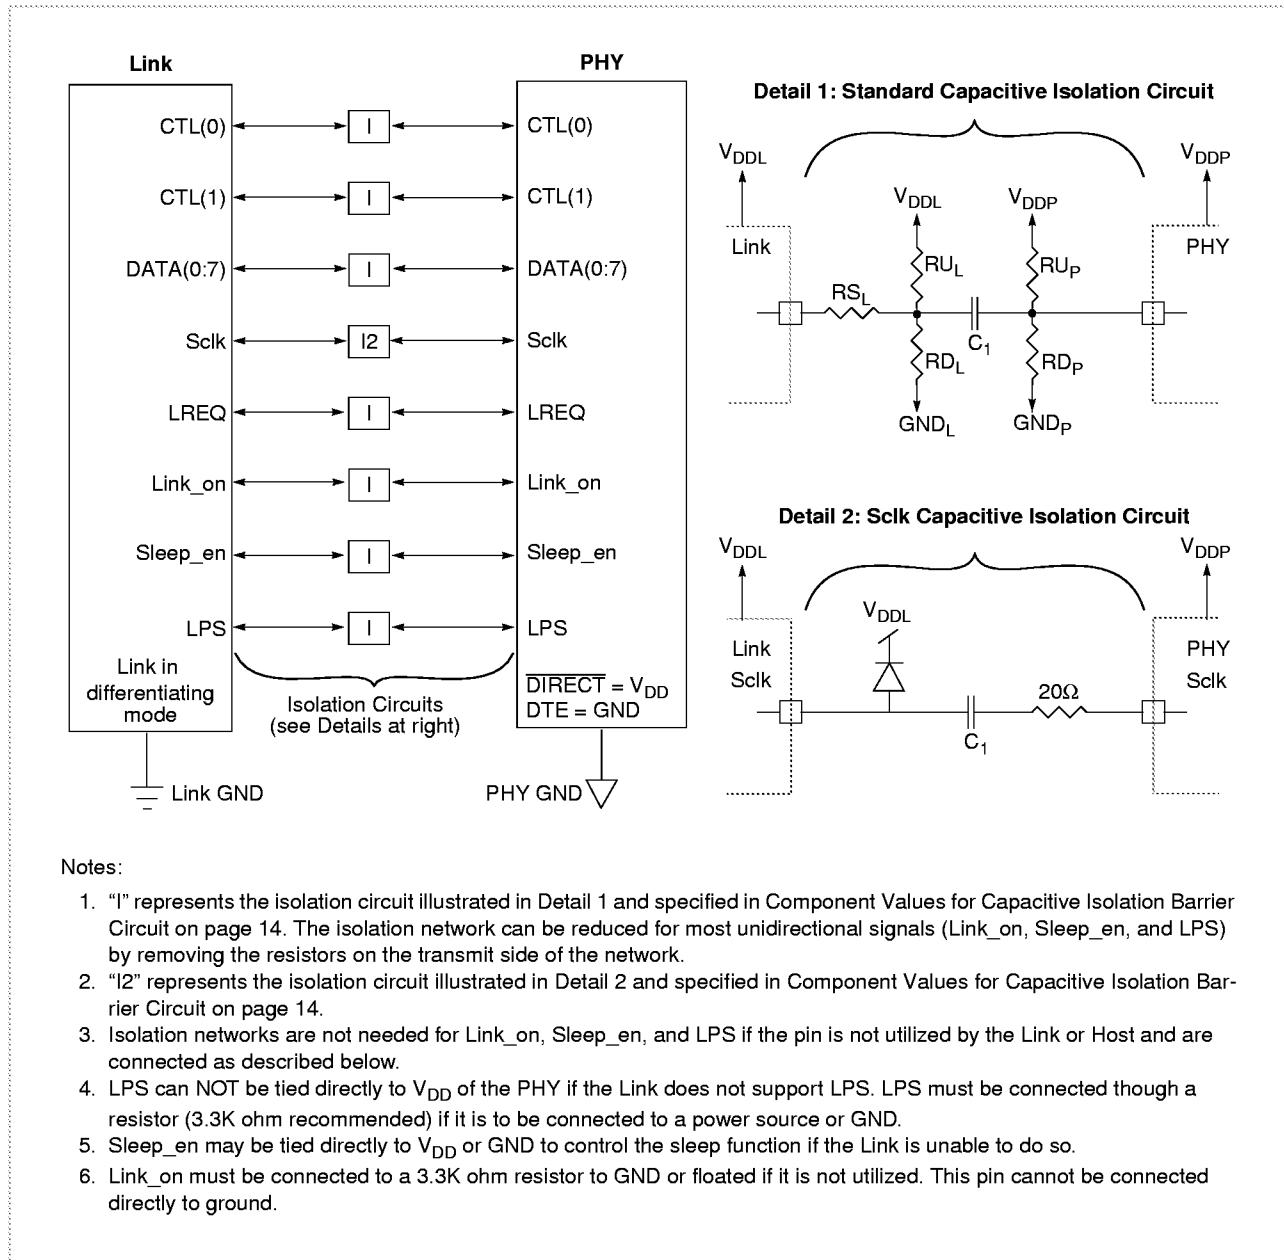 Link
CTL(0)
CTL(1)
DATA(0:7)
Sclk
LREQ
Link_on
Sleep_en
LPS
Link in
differentiating
mode
Link GND
I
I
I
I2
I
I
I
I
Isolation Circuits
(see Details at right)
PHY
CTL(0)
CTL(1)
DATA(0:7)
Sclk
LREQ
Link_on
Sleep_en
LPS
DIRECT = VDD
DTE = GND
PHY GND
Detail 1: Standard Capacitive Isolation Circuit
VDDL
VDDP
VDDL
VDDP
Link
PHY
RUL
RUP
RSL
C1
RDL
RDP
GNDL
GNDP
Detail 2: Sclk Capacitive Isolation Circuit
VDDL
VDDP
VDDL
Link
Sclk
PHY
Sclk
20Ω
C1
Notes:
1. “I” represents the isolation circuit illustrated in Detail 1 and specified in Component Values for Capacitive Isolation Barrier
Circuit on page 14. The isolation network can be reduced for most unidirectional signals (Link_on, Sleep_en, and LPS)
by removing the resistors on the transmit side of the network.
2. “I2” represents the isolation circuit illustrated in Detail 2 and specified in Component Values for Capacitive Isolation Bar-
rier Circuit on page 14.
3. Isolation networks are not needed for Link_on, Sleep_en, and LPS if the pin is not utilized by the Link or Host and are
connected as described below.
4. LPS can NOT be tied directly to VDD of the PHY if the Link does not support LPS. LPS must be connected though a
resistor (3.3K ohm recommended) if it is to be connected to a power source or GND.
5. Sleep_en may be tied directly to VDD or GND to control the sleep function if the Link is unable to do so.
6. Link_on must be connected to a 3.3K ohm resistor to GND or floated if it is not utilized. This pin cannot be connected
directly to ground.